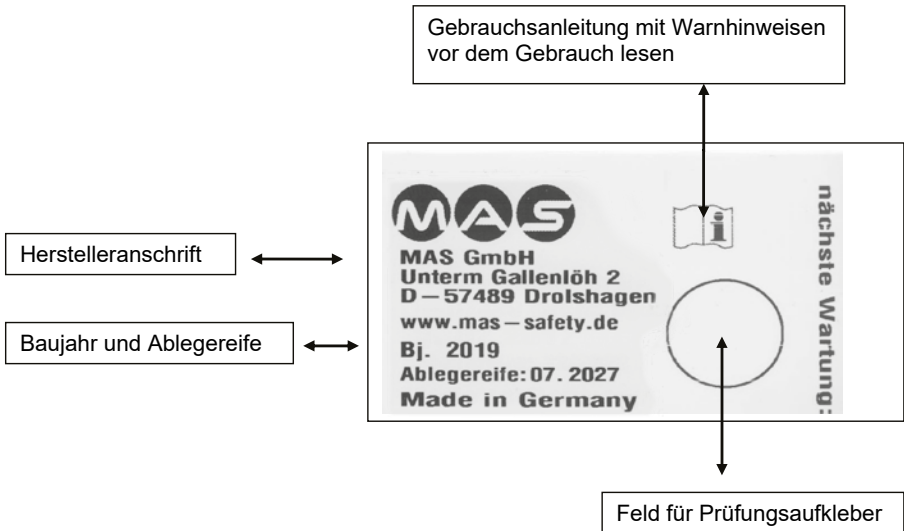 Gebrauchsanleitung mit Warnhinweisen
vor dem Gebrauch lesen
MAS
MAS GmbH
Unterm Gallenlöh 2
D – 57489 Drolshagen
www.mas – safety.de
Bj. 2019
Ablegereife: 07. 2027
Made in Germany
nächste Wartung:
Herstelleranschrift
Baujahr und Ablegereife
Feld für Prüfungsaufkleber